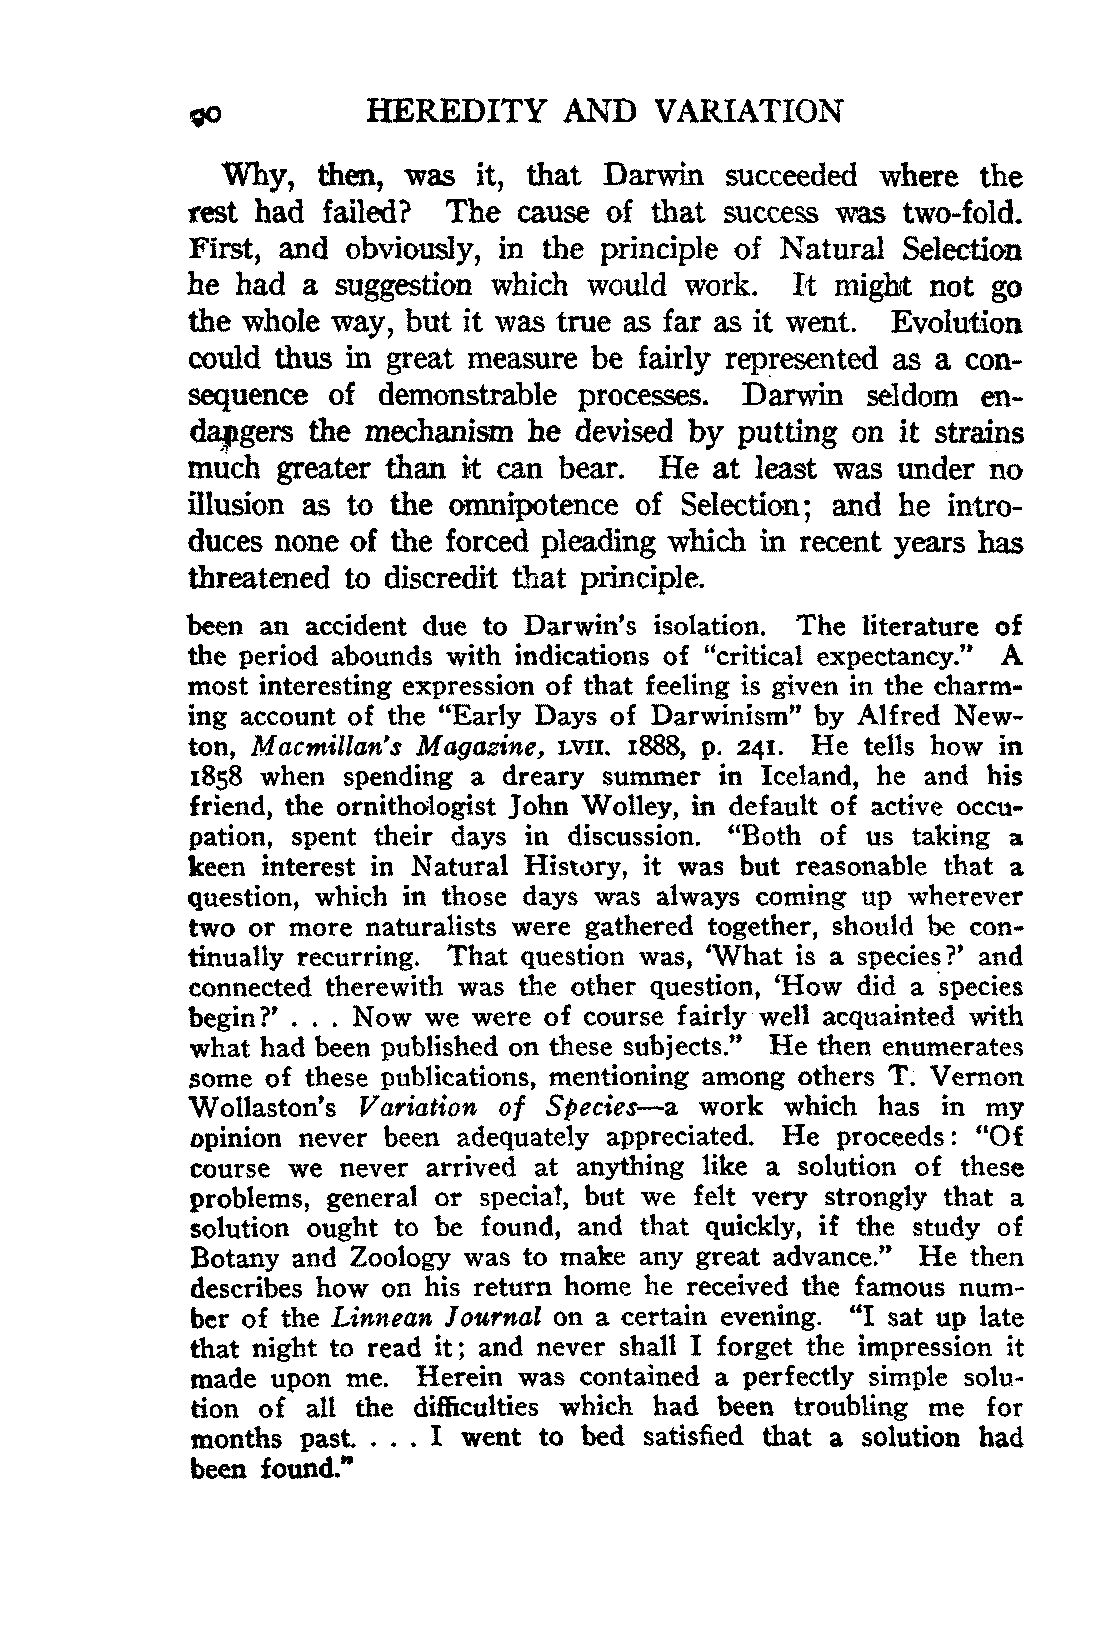 90 HEREDITY AND VARIATION
Why, then, was it, that Darwin succeeded where the
rest had failed? The cause of that success was two-fold.
First, and obviously, in the principle of Natural Selection
he had a suggestion which would work. It might not go
the whole way, but it was true as far as it went. Evolution
could thus in great measure be fairly represented as a con-
sequence of demonstrable processes. Darwin seldom en-
dangers the mechanism he devised by putting on it strains
much greater than it can bear. He at least was under no
illusion as to the omnipotence of Selection; and he intro-
duces none of the forced pleading which in recent years has
threatened to discredit that principle.
been an accident due to Darwin's isolation. The literature of
the period abounds with indications of "critical expectancy." A
most interesting expression of that feeling is given in the charm-
ing account of the "Early Days of Darwinism" by Alfred New-
ton, Macmillan's Magazine, LVII. 1888, p. 241. He tells how in
1858 when spending a dreary summer in Iceland, he and his
friend, the ornithologist John Wolley, in default of active occu-
pation, spent their days in discussion. "Both of us taking a
keen interest in Natural History, it was but reasonable that a
question, which in those days was always coming up wherever
two or more naturalists were gathered together, should be con-
tinually recurring. That question was, 'What is a species?' and
connected therewith was the other question, 'How did a species
begin?' . . . Now we were of course fairly well acquainted with
what had been published on these subjects." He then enumerates
some of these publications, mentioning among others T. Vernon
Wollaston's Variation of Species—a work which has in my
opinion never been adequately appreciated. He proceeds: "Of
course we never arrived at anything like a solution of these
problems, general or special, but we felt very strongly that a
solution ought to be found, and that quickly, if the study of
Botany and Zoology was to make any great advance." He then
describes how on his return home he received the famous num-
ber of the Linnean Journal on a certain evening. "I sat up late
that night to read it; and never shall I forget the impression it
made upon me. Herein was contained a perfectly simple solu-
tion of all the difficulties which had been troubling me for
months past. . . . I went to bed satisfied that a solution had
been found."